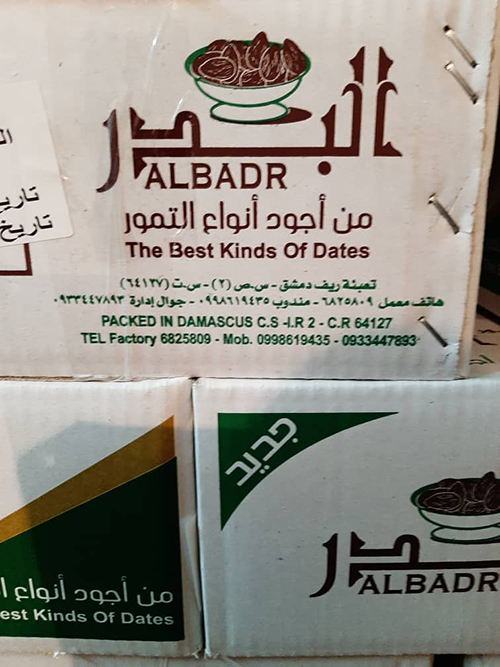 البدر
ALBADR
من أجود أنواع التمور
The Best Kinds Of Dates
تعبئة ريف دمشق - س.ص (٢) - س.ت (٦٤١٢٧)
هاتف معمل ٦٨٢٥٨٠٩ - مندوب ٠٩٩٨٦١٩٤٣٥ - جوال إدارة ٠٩٣٣٤٤٧٨٩٣
PACKED IN DAMASCUS C.S -I.R 2 - C.R 64127
TEL Factory 6825809 - Mob. 0998619435 - 0933447893
تاريخ
جديد
ALBADR
من أجود أنواع
est Kinds Of Dates